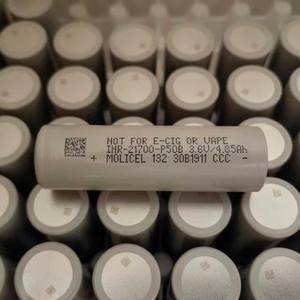 NOT FOR E-CIG OR VAPE
INR-21700-P50B 3.6V/4.85Ah
+ MOLICEL 132 30B1911 CCC -